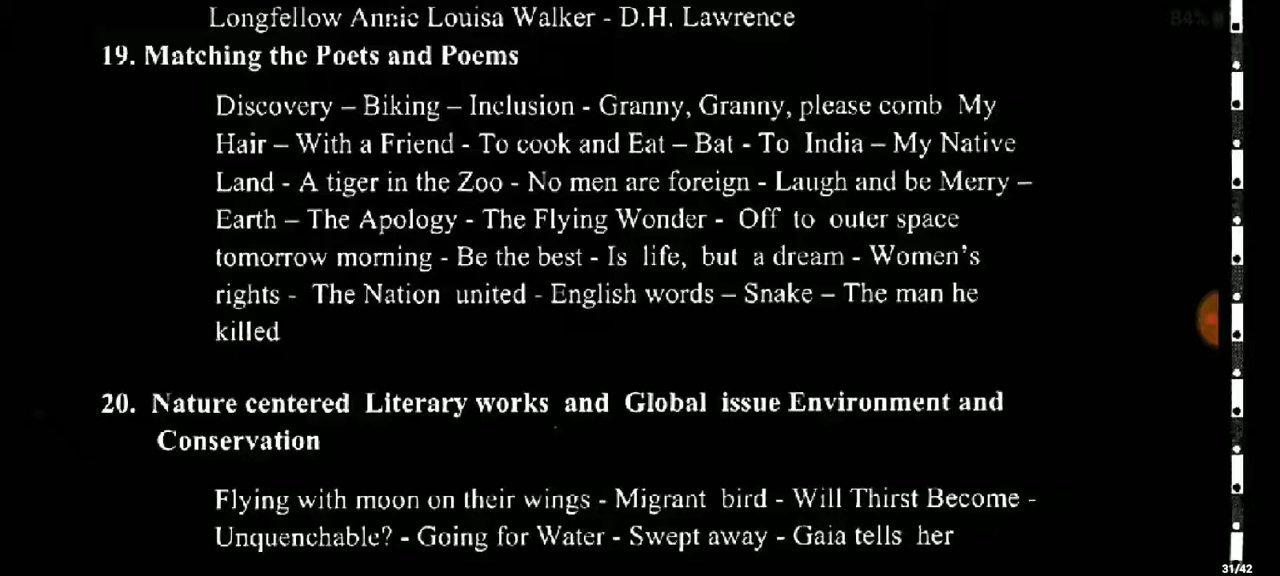 Longfellow Annie Louisa Walker - D.H. Lawrence
84%
19. Matching the Poets and Poems
Discovery – Biking – Inclusion - Granny, Granny, please comb My
Hair – With a Friend - To cook and Eat – Bat - To India – My Native
Land - A tiger in the Zoo - No men are foreign - Laugh and be Merry –
Earth – The Apology - The Flying Wonder - Off to outer space
tomorrow morning - Be the best - Is life, but a dream - Women's
rights - The Nation united - English words – Snake – The man he
killed
20. Nature centered Literary works and Global issue Environment and
Conservation
Flying with moon on their wings - Migrant bird - Will Thirst Become -
Unquenchable? - Going for Water - Swept away - Gaia tells her
31/42